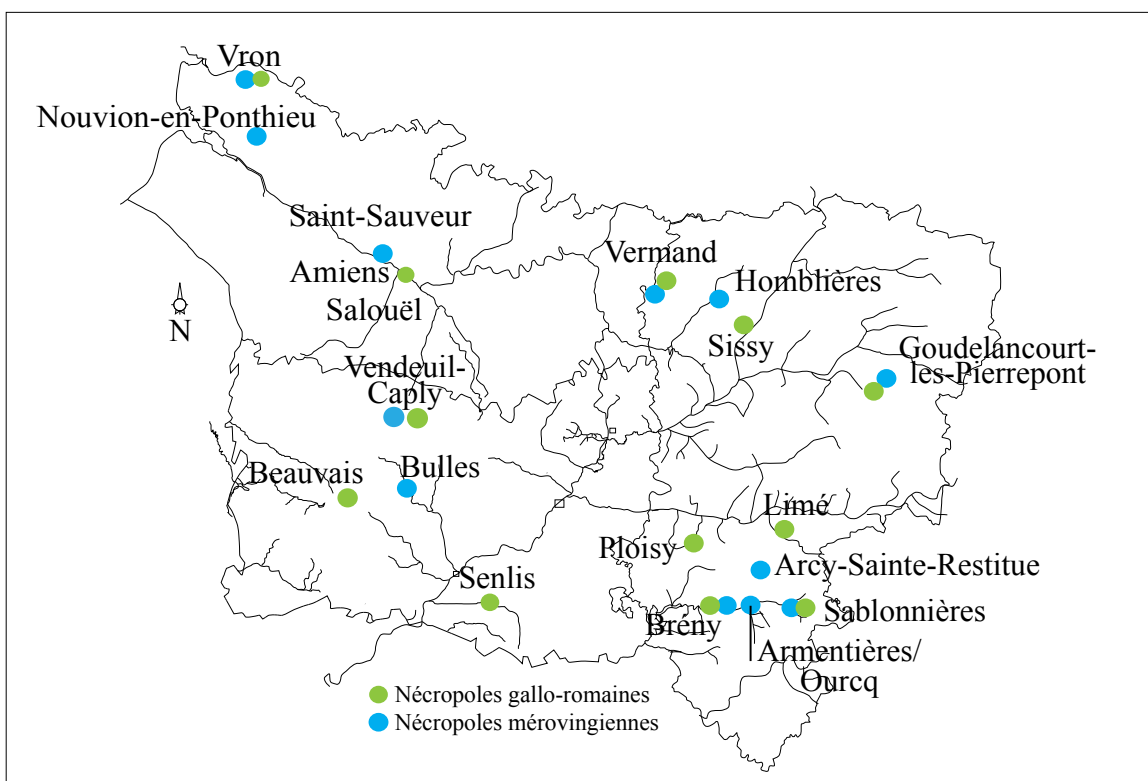 Vron
Nouvion-en-Ponthieu
Saint-Sauveur
Amiens
Salouël
Vermand
Homblières
Sissy
Goudelancourt-
les-Pierrepont
N
Vendeuil-
Caply
Beauvais
Bulles
Limé
Ploisy
Arcy-Sainte-Restitue
Senlis
Brény
Sablonnières
Armentières/
Ourcq
Nécropoles gallo-romaines
Nécropoles mérovingiennes